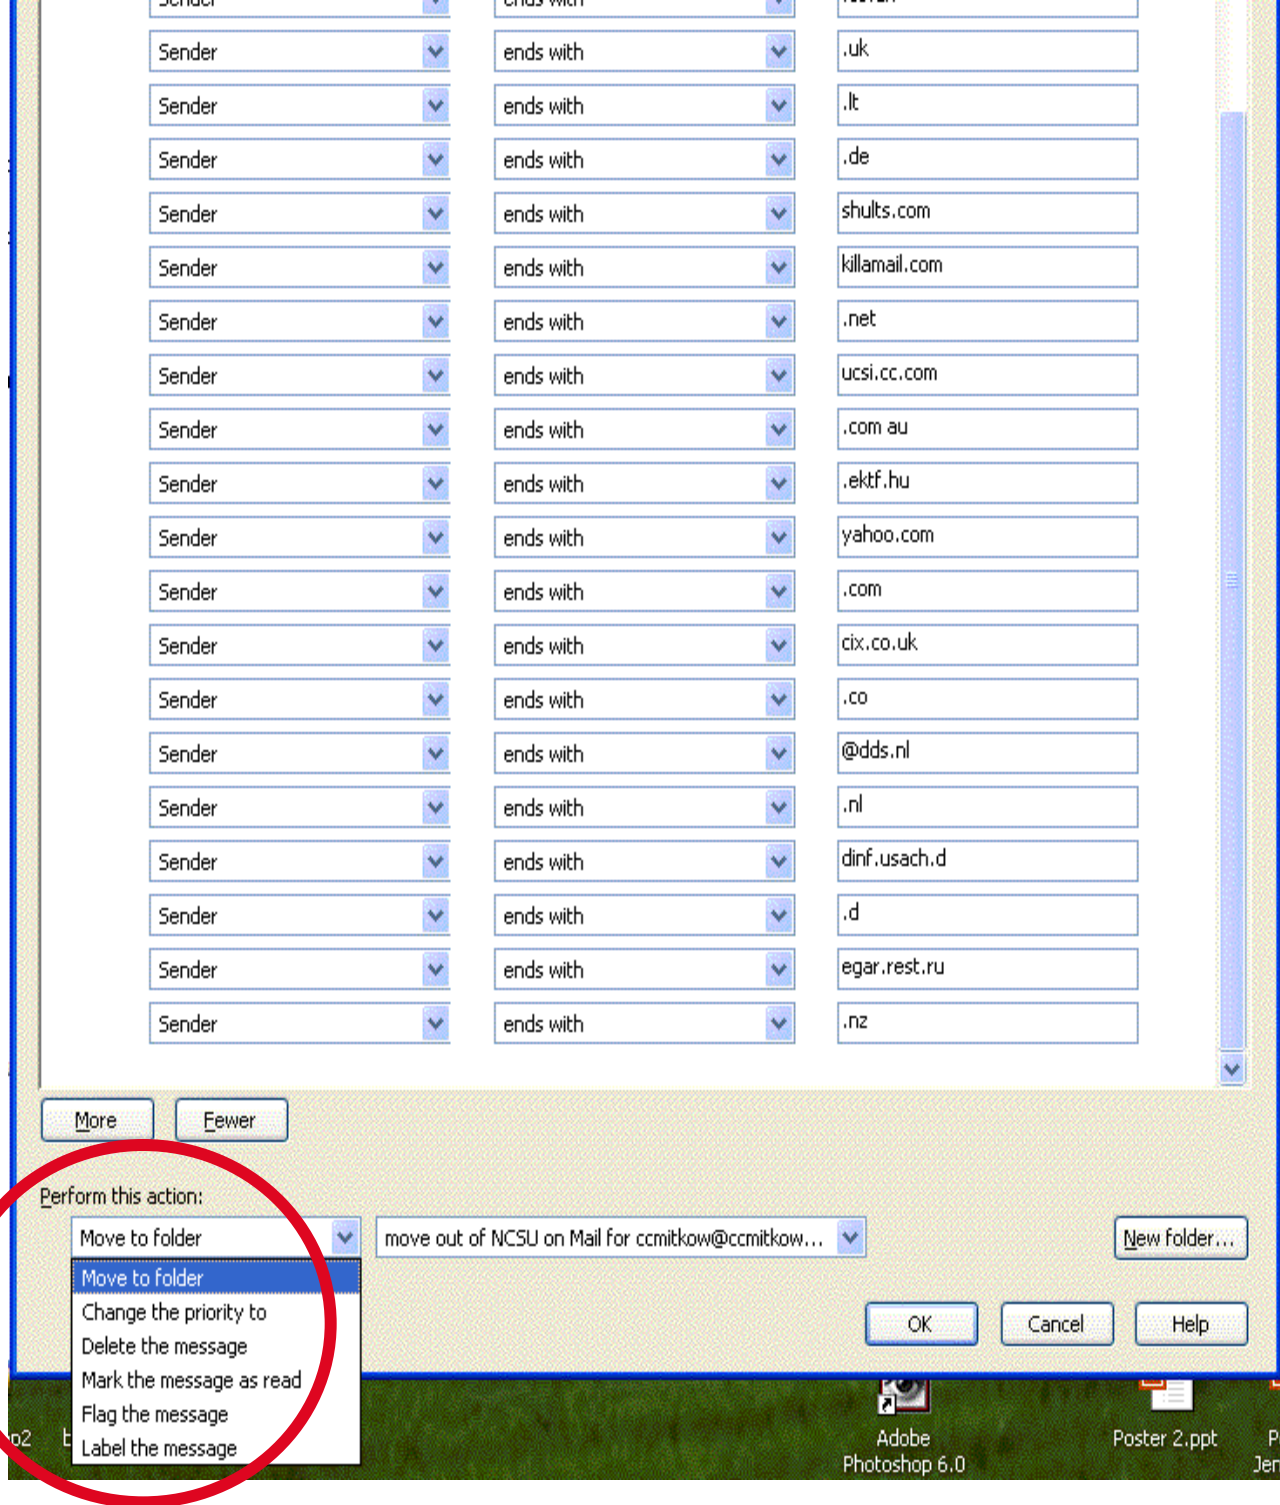 Sender ends with
Sender ends with .uk
Sender ends with .lt
Sender ends with .de
Sender ends with shults.com
Sender ends with killamail.com
Sender ends with .net
Sender ends with ucsi.cc.com
Sender ends with .com au
Sender ends with .ektf.hu
Sender ends with yahoo.com
Sender ends with .com
Sender ends with cix.co.uk
Sender ends with .co
Sender ends with @dds.nl
Sender ends with .nl
Sender ends with dinf.usach.d
Sender ends with .d
Sender ends with egar.rest.ru
Sender ends with .nz
More Fewer
Perform this action:
Move to folder move out of NCSU on Mail for ccmitkow@ccmitkow... New folder...
Move to folder
Change the priority to
Delete the message
Mark the message as read
Flag the message
Label the message
OK Cancel Help
Adobe
Photoshop 6.0
Poster 2.ppt